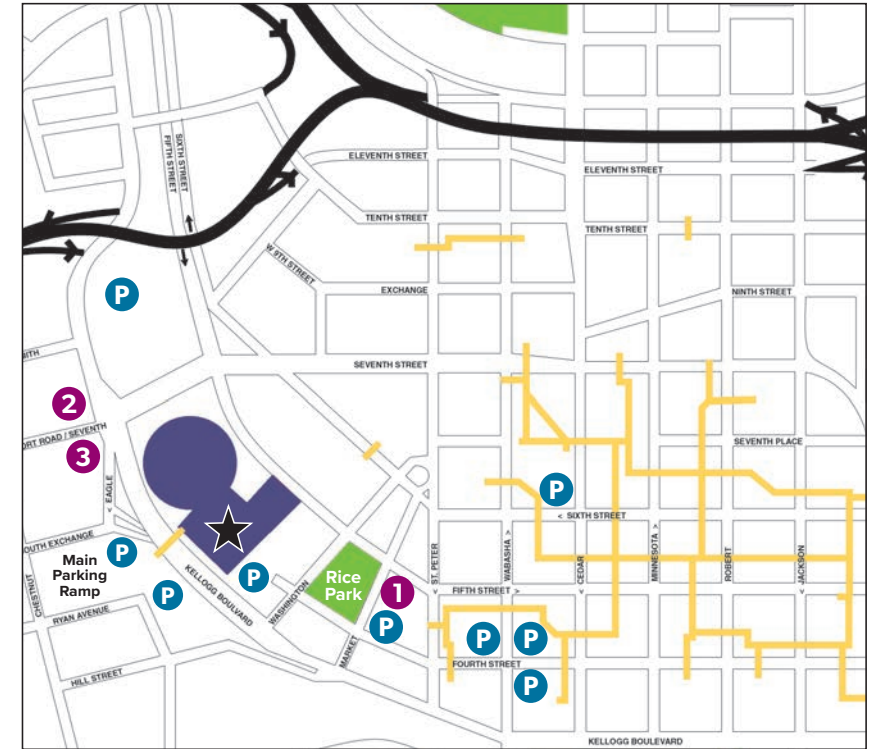 SIXTH STREET
FIFTH STREET
ELEVENTH STREET
ELEVENTH STREET
TENTH STREET
TENTH STREET
W 9TH STREET
EXCHANGE
NINTH STREET
P
SEVENTH STREET
ITH
2
ORT ROAD / SEVENTH
3
SEVENTH PLACE
P
< EAGLE
< SIXTH STREET
OUTH EXCHANGE
Main
Parking
Ramp
P
P
P
KELLOGG BOULVARD
CHESTNUT
RYAN AVENUE
HILL STREET
WASHINGTON
Rice
Park
MARKET
1
P
< ST. PETER
WABASHA >
< CEDAR
MINNESOTA >
ROBERT
< JACKSON
FIFTH STREET >
P
P
FOURTH STREET
P
KELLOGG BOULEVARD